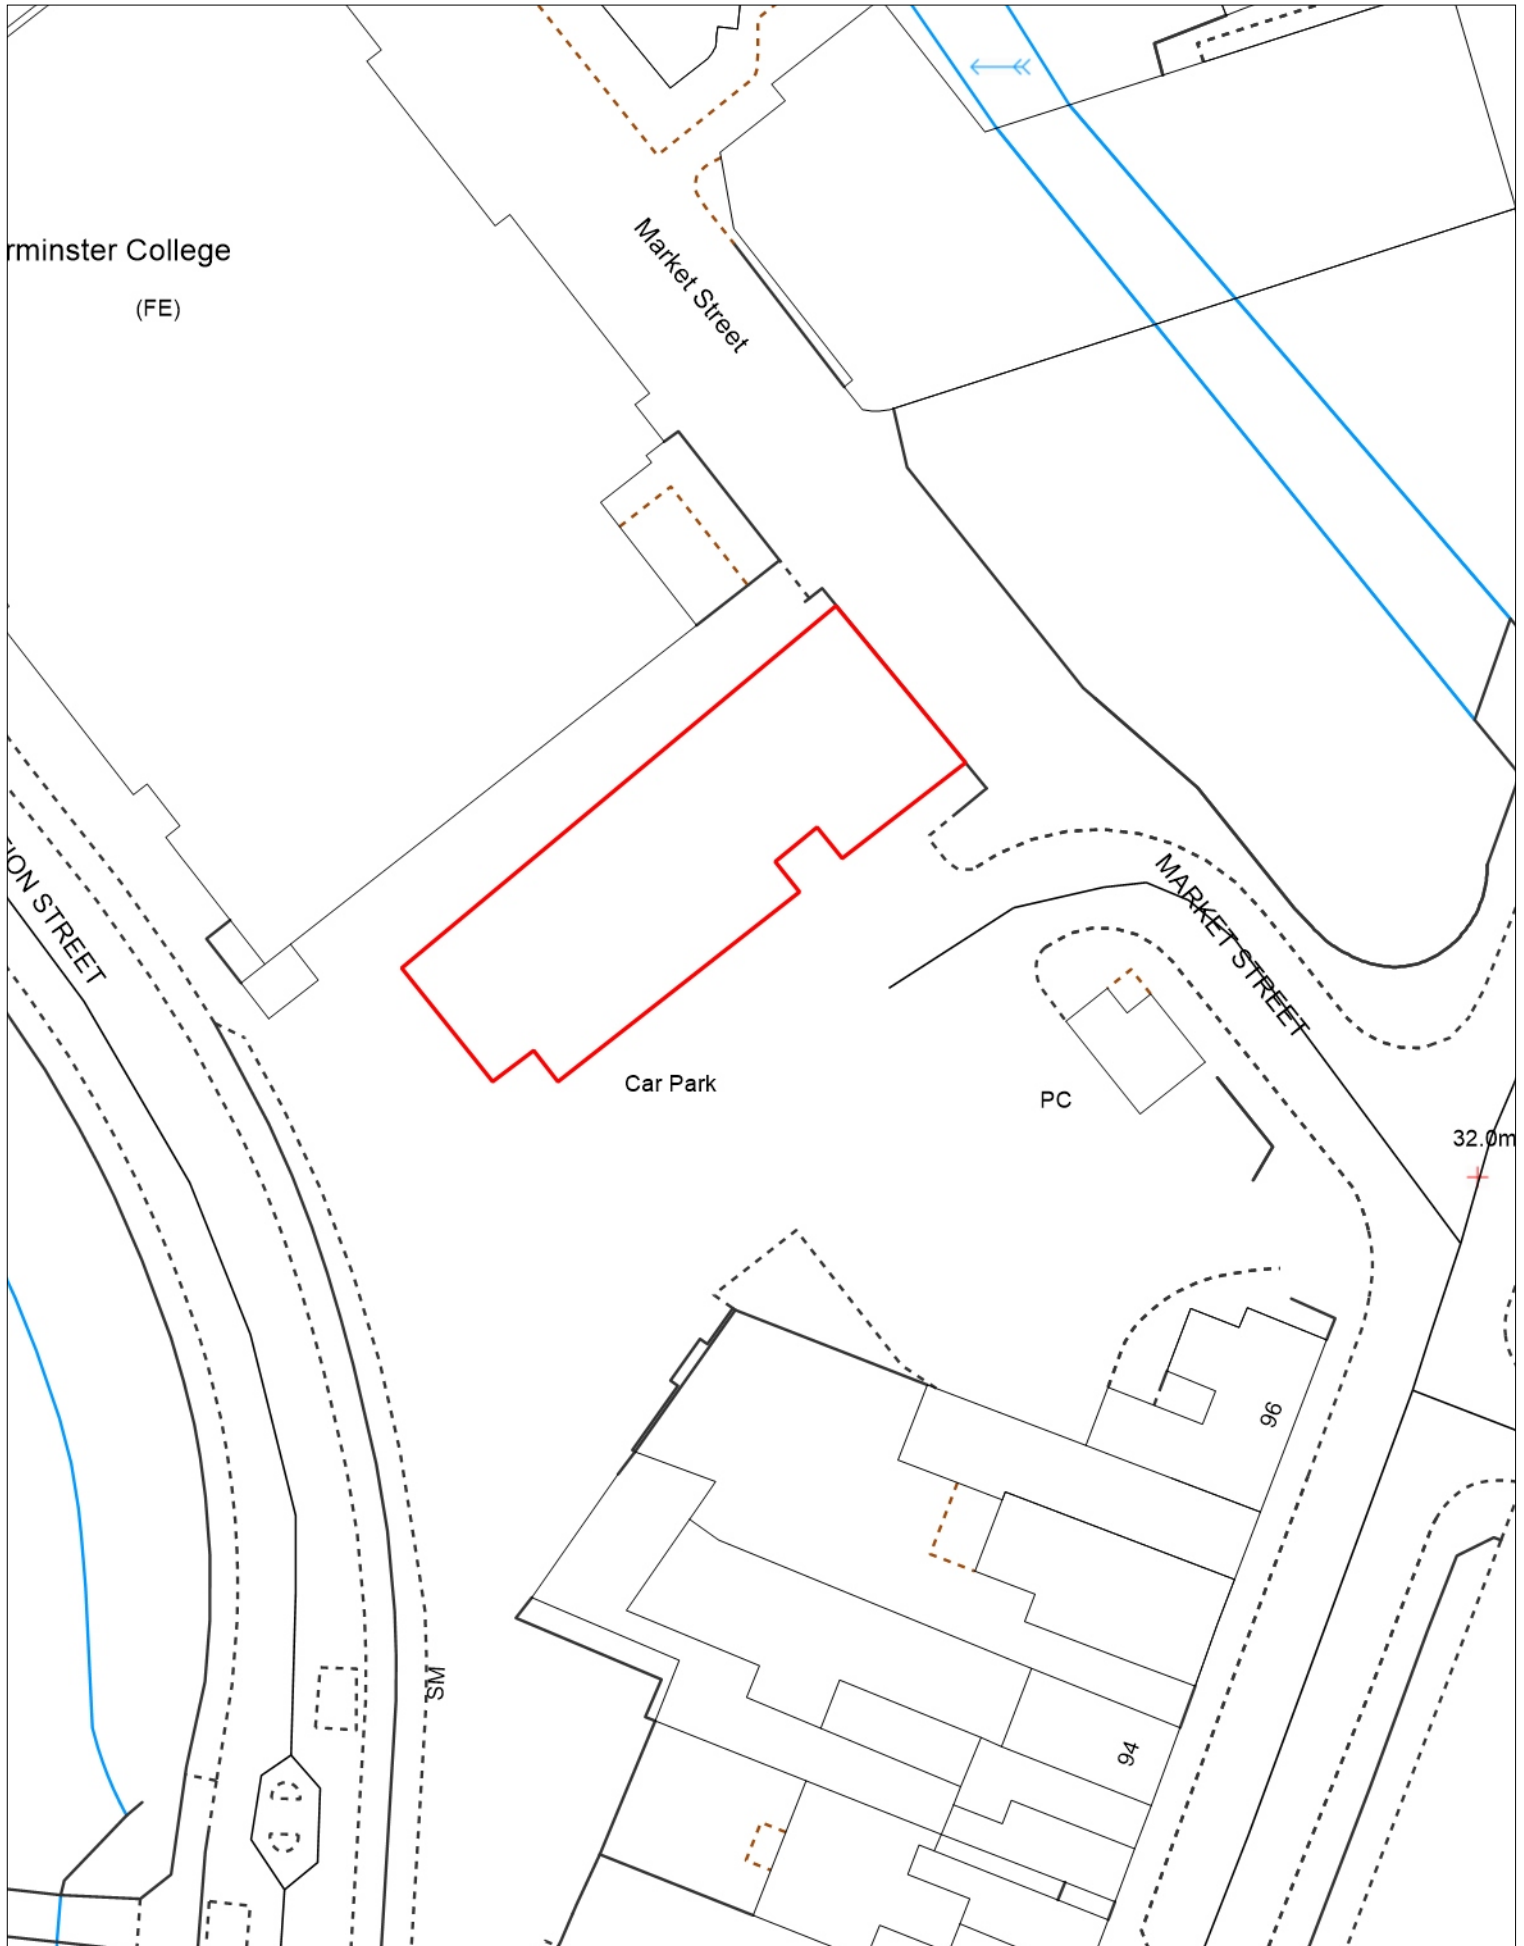 rminster College
(FE)
Market Street
ION STREET
MARKET STREET
Car Park
PC
32.0m
96
SM
94